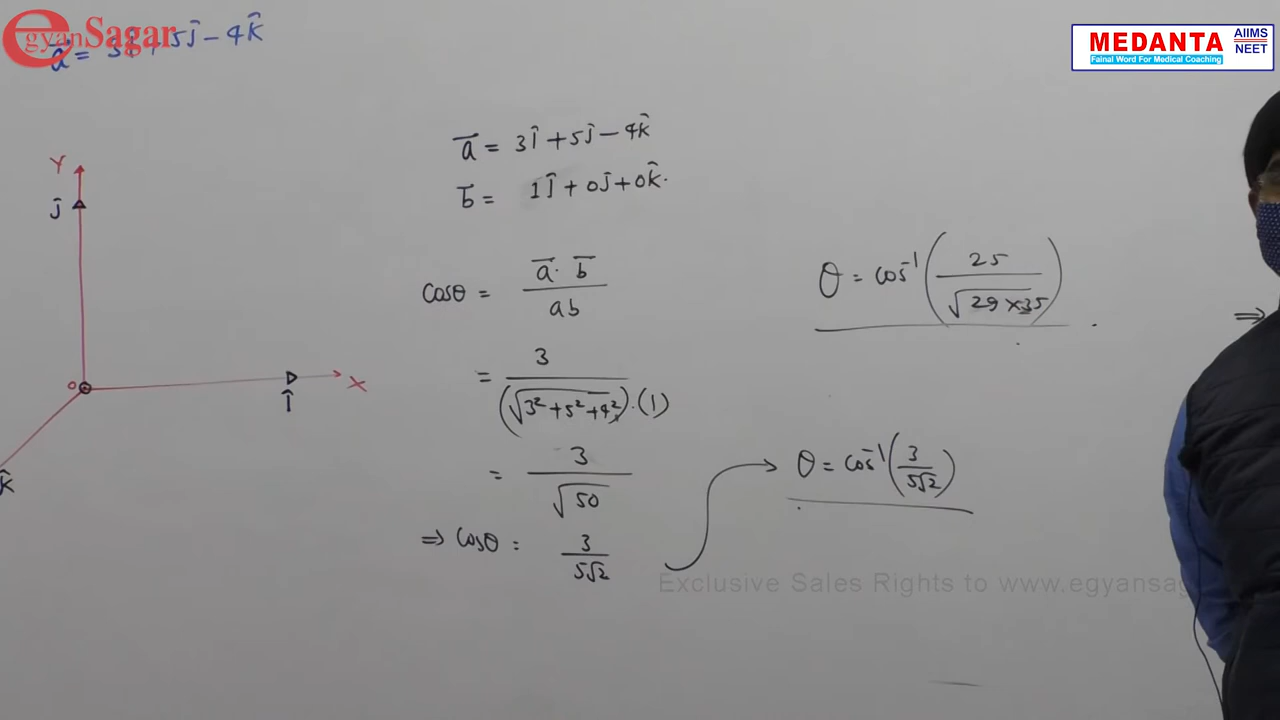 egyanSagar
a⃗ = 3î + 5ĵ − 4k̂
MEDANTA AIIMS NEET
Fainal Word For Medical Coaching
Y
ĵ
O
X
î
k̂
a̅ = 3î + 5ĵ − 4k̂
b̅ = 1î + 0ĵ + 0k̂.
cosθ = a̅ · b̅ / ab
= 3 / (√3² + 5² + 4²) · (1)
= 3 / √50
⇒ cosθ = 3 / 5√2
θ = cos⁻¹ (25 / √29×35)
⇒
θ = cos⁻¹ (3 / 5√2)
Exclusive Sales Rights to www.egyansag